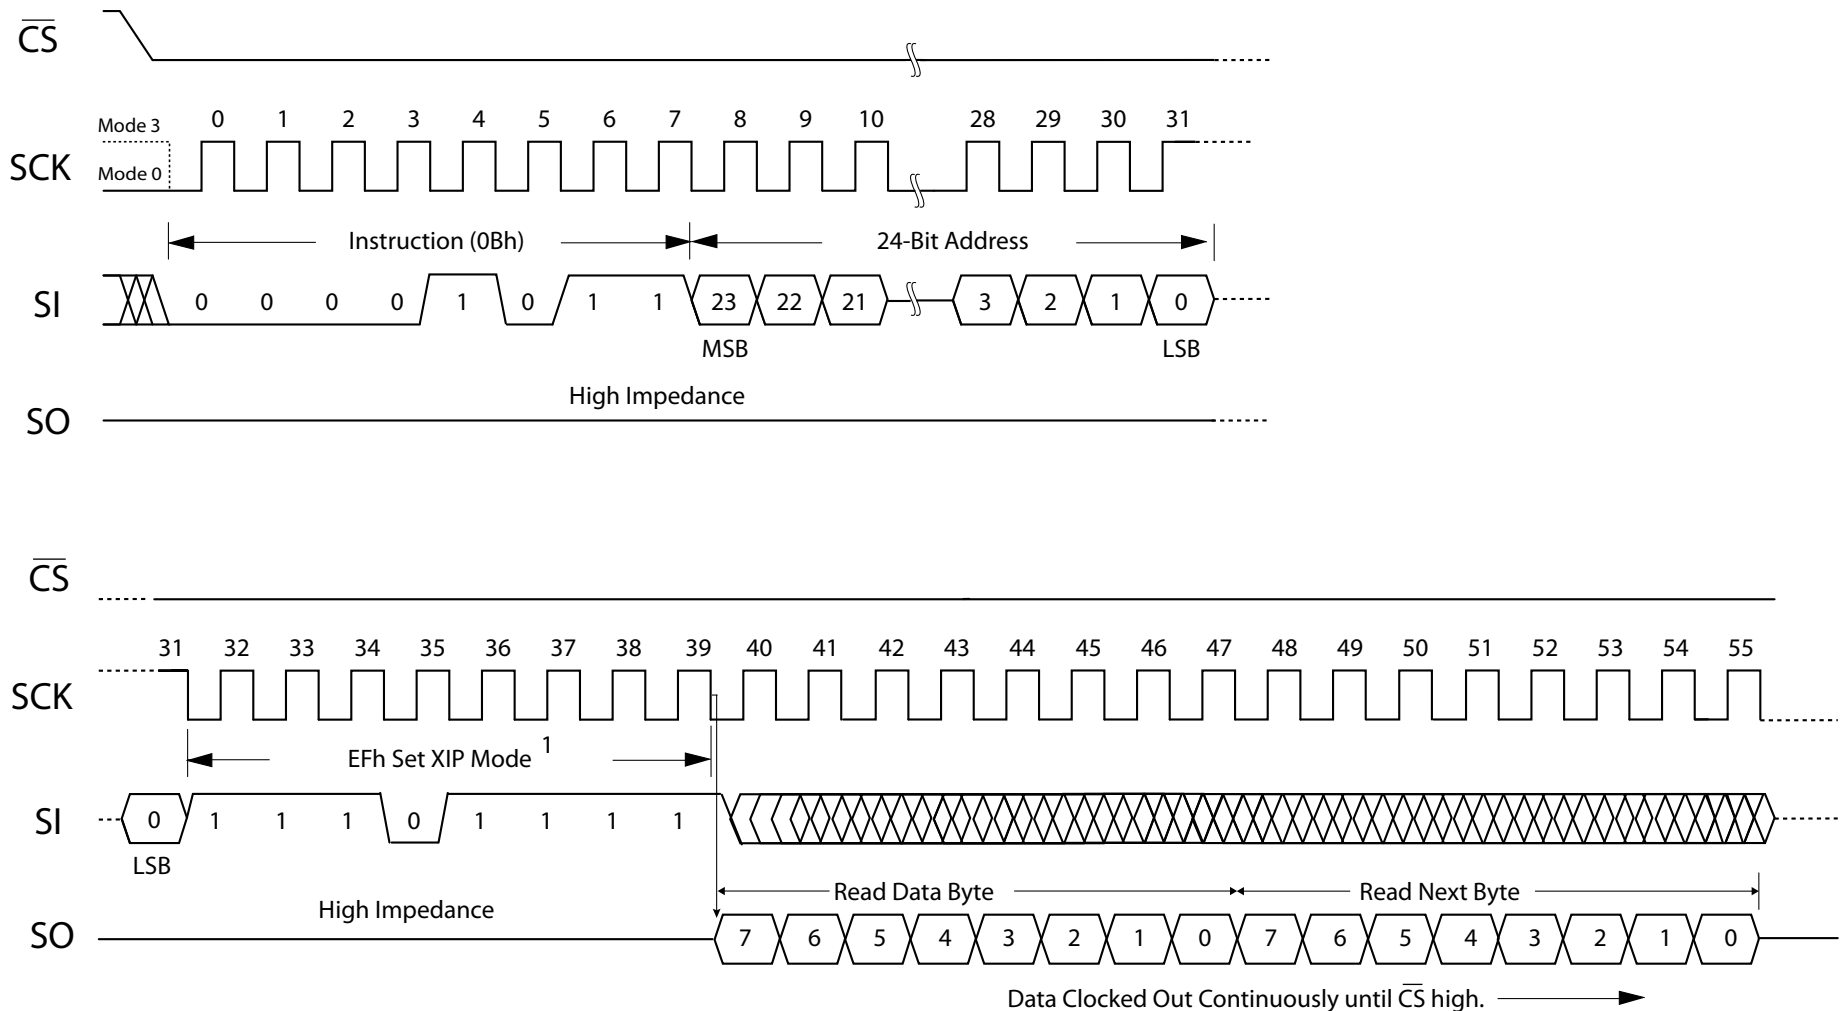 CS
0 1 2 3 4 5 6 7 8 9 10 28 29 30 31
Mode 3
SCK
Mode 0
Instruction (0Bh) 24-Bit Address
SI 0 0 0 0 1 0 1 1 23 22 21 3 2 1 0
MSB LSB
High Impedance
SO
CS
31 32 33 34 35 36 37 38 39 40 41 42 43 44 45 46 47 48 49 50 51 52 53 54 55
SCK
EFh Set XIP Mode 1
SI 0 1 1 1 0 1 1 1 1
LSB
Read Data Byte Read Next Byte
High Impedance
SO 7 6 5 4 3 2 1 0 7 6 5 4 3 2 1 0
Data Clocked Out Continuously until CS high.